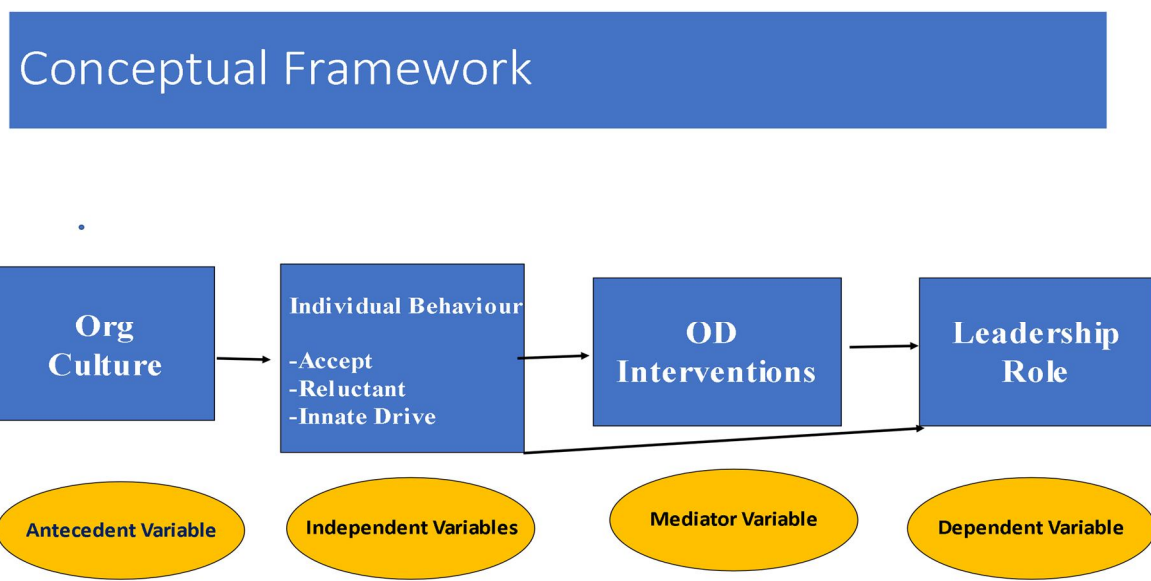 Conceptual Framework
Org
Culture
Individual Behaviour
-Accept
-Reluctant
-Innate Drive
OD
Interventions
Leadership
Role
Antecedent Variable
Independent Variables
Mediator Variable
Dependent Variable